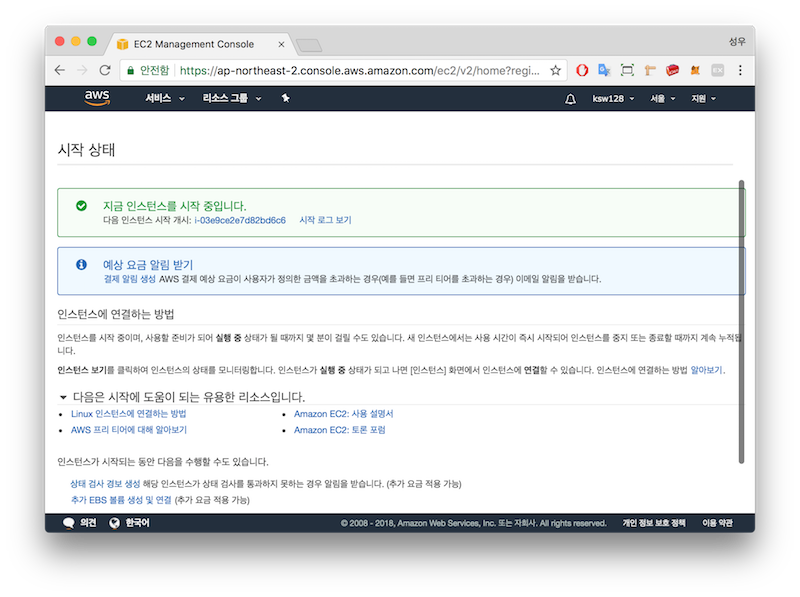 EC2 Management Console
성우
안전함 https://ap-northeast-2.console.aws.amazon.com/ec2/v2/home?regi...
aws 서비스 리소스 그룹 ksw128 서울 지원
시작 상태
지금 인스턴스를 시작 중입니다.
다음 인스턴스 시작 개시: i-03e9ce2e7d82bd6c6 시작 로그 보기
예상 요금 알림 받기
결제 알림 생성 AWS 결제 예상 요금이 사용자가 정의한 금액을 초과하는 경우(예를 들면 프리 티어를 초과하는 경우) 이메일 알림을 받습니다.
인스턴스에 연결하는 방법
인스턴스를 시작 중이며, 사용할 준비가 되어 실행 중 상태가 될 때까지 몇 분이 걸릴 수도 있습니다. 새 인스턴스에서는 사용 시간이 즉시 시작되어 인스턴스를 중지 또는 종료할 때까지 계속 누적됩
니다.
인스턴스 보기를 클릭하여 인스턴스의 상태를 모니터링합니다. 인스턴스가 실행 중 상태가 되고 나면 [인스턴스] 화면에서 인스턴스에 연결할 수 있습니다. 인스턴스에 연결하는 방법 알아보기.
다음은 시작에 도움이 되는 유용한 리소스입니다.
• Linux 인스턴스에 연결하는 방법 • Amazon EC2: 사용 설명서
• AWS 프리 티어에 대해 알아보기 • Amazon EC2: 토론 포럼
인스턴스가 시작되는 동안 다음을 수행할 수도 있습니다.
상태 검사 경보 생성 해당 인스턴스가 상태 검사를 통과하지 못하는 경우 알림을 받습니다. (추가 요금 적용 가능)
추가 EBS 볼륨 생성 및 연결 (추가 요금 적용 가능)
의견 한국어 © 2008 - 2018, Amazon Web Services, Inc. 또는 자회사. All rights reserved. 개인 정보 보호 정책 이용 약관